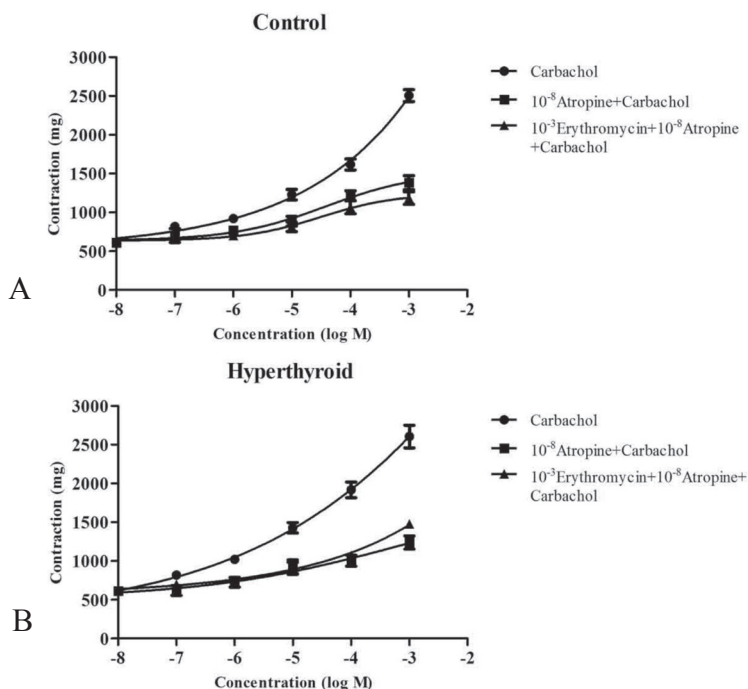 Control
3000
2500
2000
1500
1000
500
0
Contraction (mg)
-8 -7 -6 -5 -4 -3 -2
Concentration (log M)
Carbachol
10⁻⁸Atropine+Carbachol
10⁻³Erythromycin+10⁻⁸Atropine
+Carbachol
A
Hyperthyroid
3000
2500
2000
1500
1000
500
0
Contraction (mg)
-8 -7 -6 -5 -4 -3 -2
Concentration (log M)
Carbachol
10⁻⁸Atropine+Carbachol
10⁻³Erythromycin+10⁻⁸Atropine+
Carbachol
B